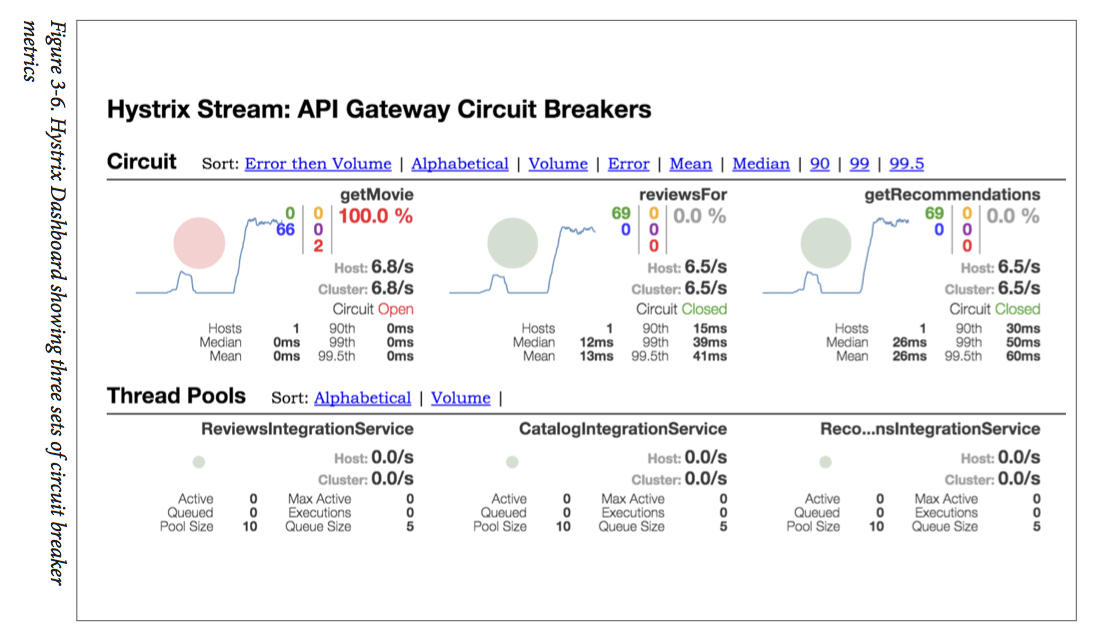 Figure 3-6. Hystrix Dashboard showing three sets of circuit breaker
metrics
Hystrix Stream: API Gateway Circuit Breakers
Circuit Sort: Error then Volume | Alphabetical | Volume | Error | Mean | Median | 90 | 99 | 99.5
getMovie
0 0 100.0 %
66 0
2
Host: 6.8/s
Cluster: 6.8/s
Circuit Open
Hosts 1 90th 0ms
Median 0ms 99th 0ms
Mean 0ms 99.5th 0ms
reviewsFor
69 0 0.0 %
0 0
0
Host: 6.5/s
Cluster: 6.5/s
Circuit Closed
Hosts 1 90th 15ms
Median 12ms 99th 39ms
Mean 13ms 99.5th 41ms
getRecommendations
69 0 0.0 %
0 0
0
Host: 6.5/s
Cluster: 6.5/s
Circuit Closed
Hosts 1 90th 30ms
Median 26ms 99th 50ms
Mean 26ms 99.5th 60ms
Thread Pools Sort: Alphabetical | Volume |
ReviewsIntegrationService
Host: 0.0/s
Cluster: 0.0/s
Active 0 Max Active 0
Queued 0 Executions 0
Pool Size 10 Queue Size 5
CatalogIntegrationService
Host: 0.0/s
Cluster: 0.0/s
Active 0 Max Active 0
Queued 0 Executions 0
Pool Size 10 Queue Size 5
Reco...nsIntegrationService
Host: 0.0/s
Cluster: 0.0/s
Active 0 Max Active 0
Queued 0 Executions 0
Pool Size 10 Queue Size 5